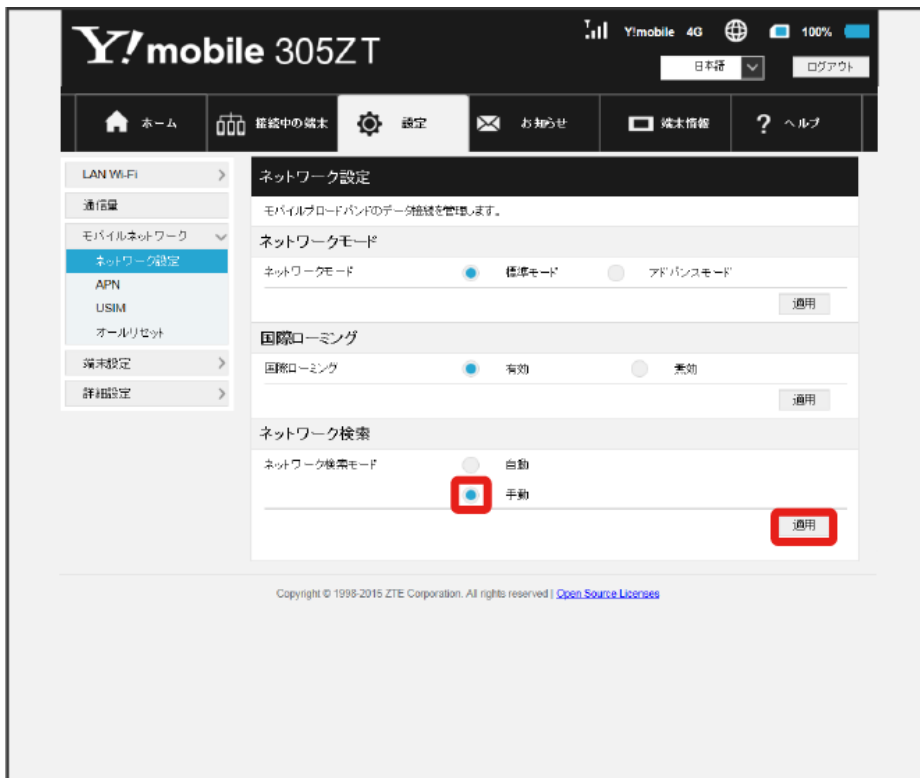 Y!mobile 305ZT
Y!mobile 4G 100%
日本語 ログアウト
ホーム 接続中の端末 設定 お知らせ 端末情報 ? ヘルプ
LAN Wi-Fi
通信量
モバイルネットワーク
ネットワーク設定
APN
USIM
オールリセット
端末設定
詳細設定
ネットワーク設定
モバイルブロードバンドのデータ接続を管理します。
ネットワークモード
ネットワークモード 標準モード アドバンスモード
適用
国際ローミング
国際ローミング 有効 無効
適用
ネットワーク検索
ネットワーク検索モード 自動
手動
適用
Copyright © 1998-2015 ZTE Corporation. All rights reserved | Open Source Licenses